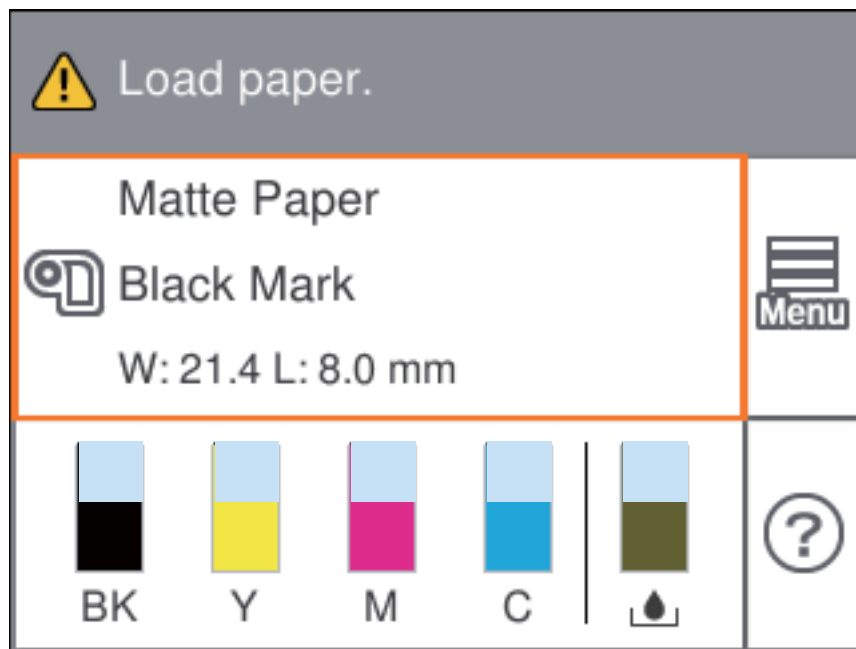 Load paper.
Matte Paper
Black Mark
W: 21.4 L: 8.0 mm
Menu
BK Y M C
?